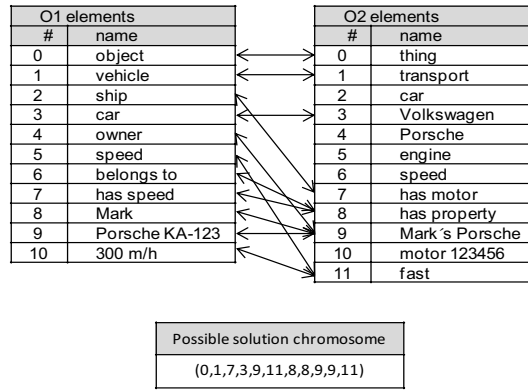 O1 elements
# name
0 object
1 vehicle
2 ship
3 car
4 owner
5 speed
6 belongs to
7 has speed
8 Mark
9 Porsche KA-123
10 300 m/h
O2 elements
# name
0 thing
1 transport
2 car
3 Volkswagen
4 Porsche
5 engine
6 speed
7 has motor
8 has property
9 Mark´s Porsche
10 motor 123456
11 fast
Possible solution chromosome
(0,1,7,3,9,11,8,8,9,9,11)